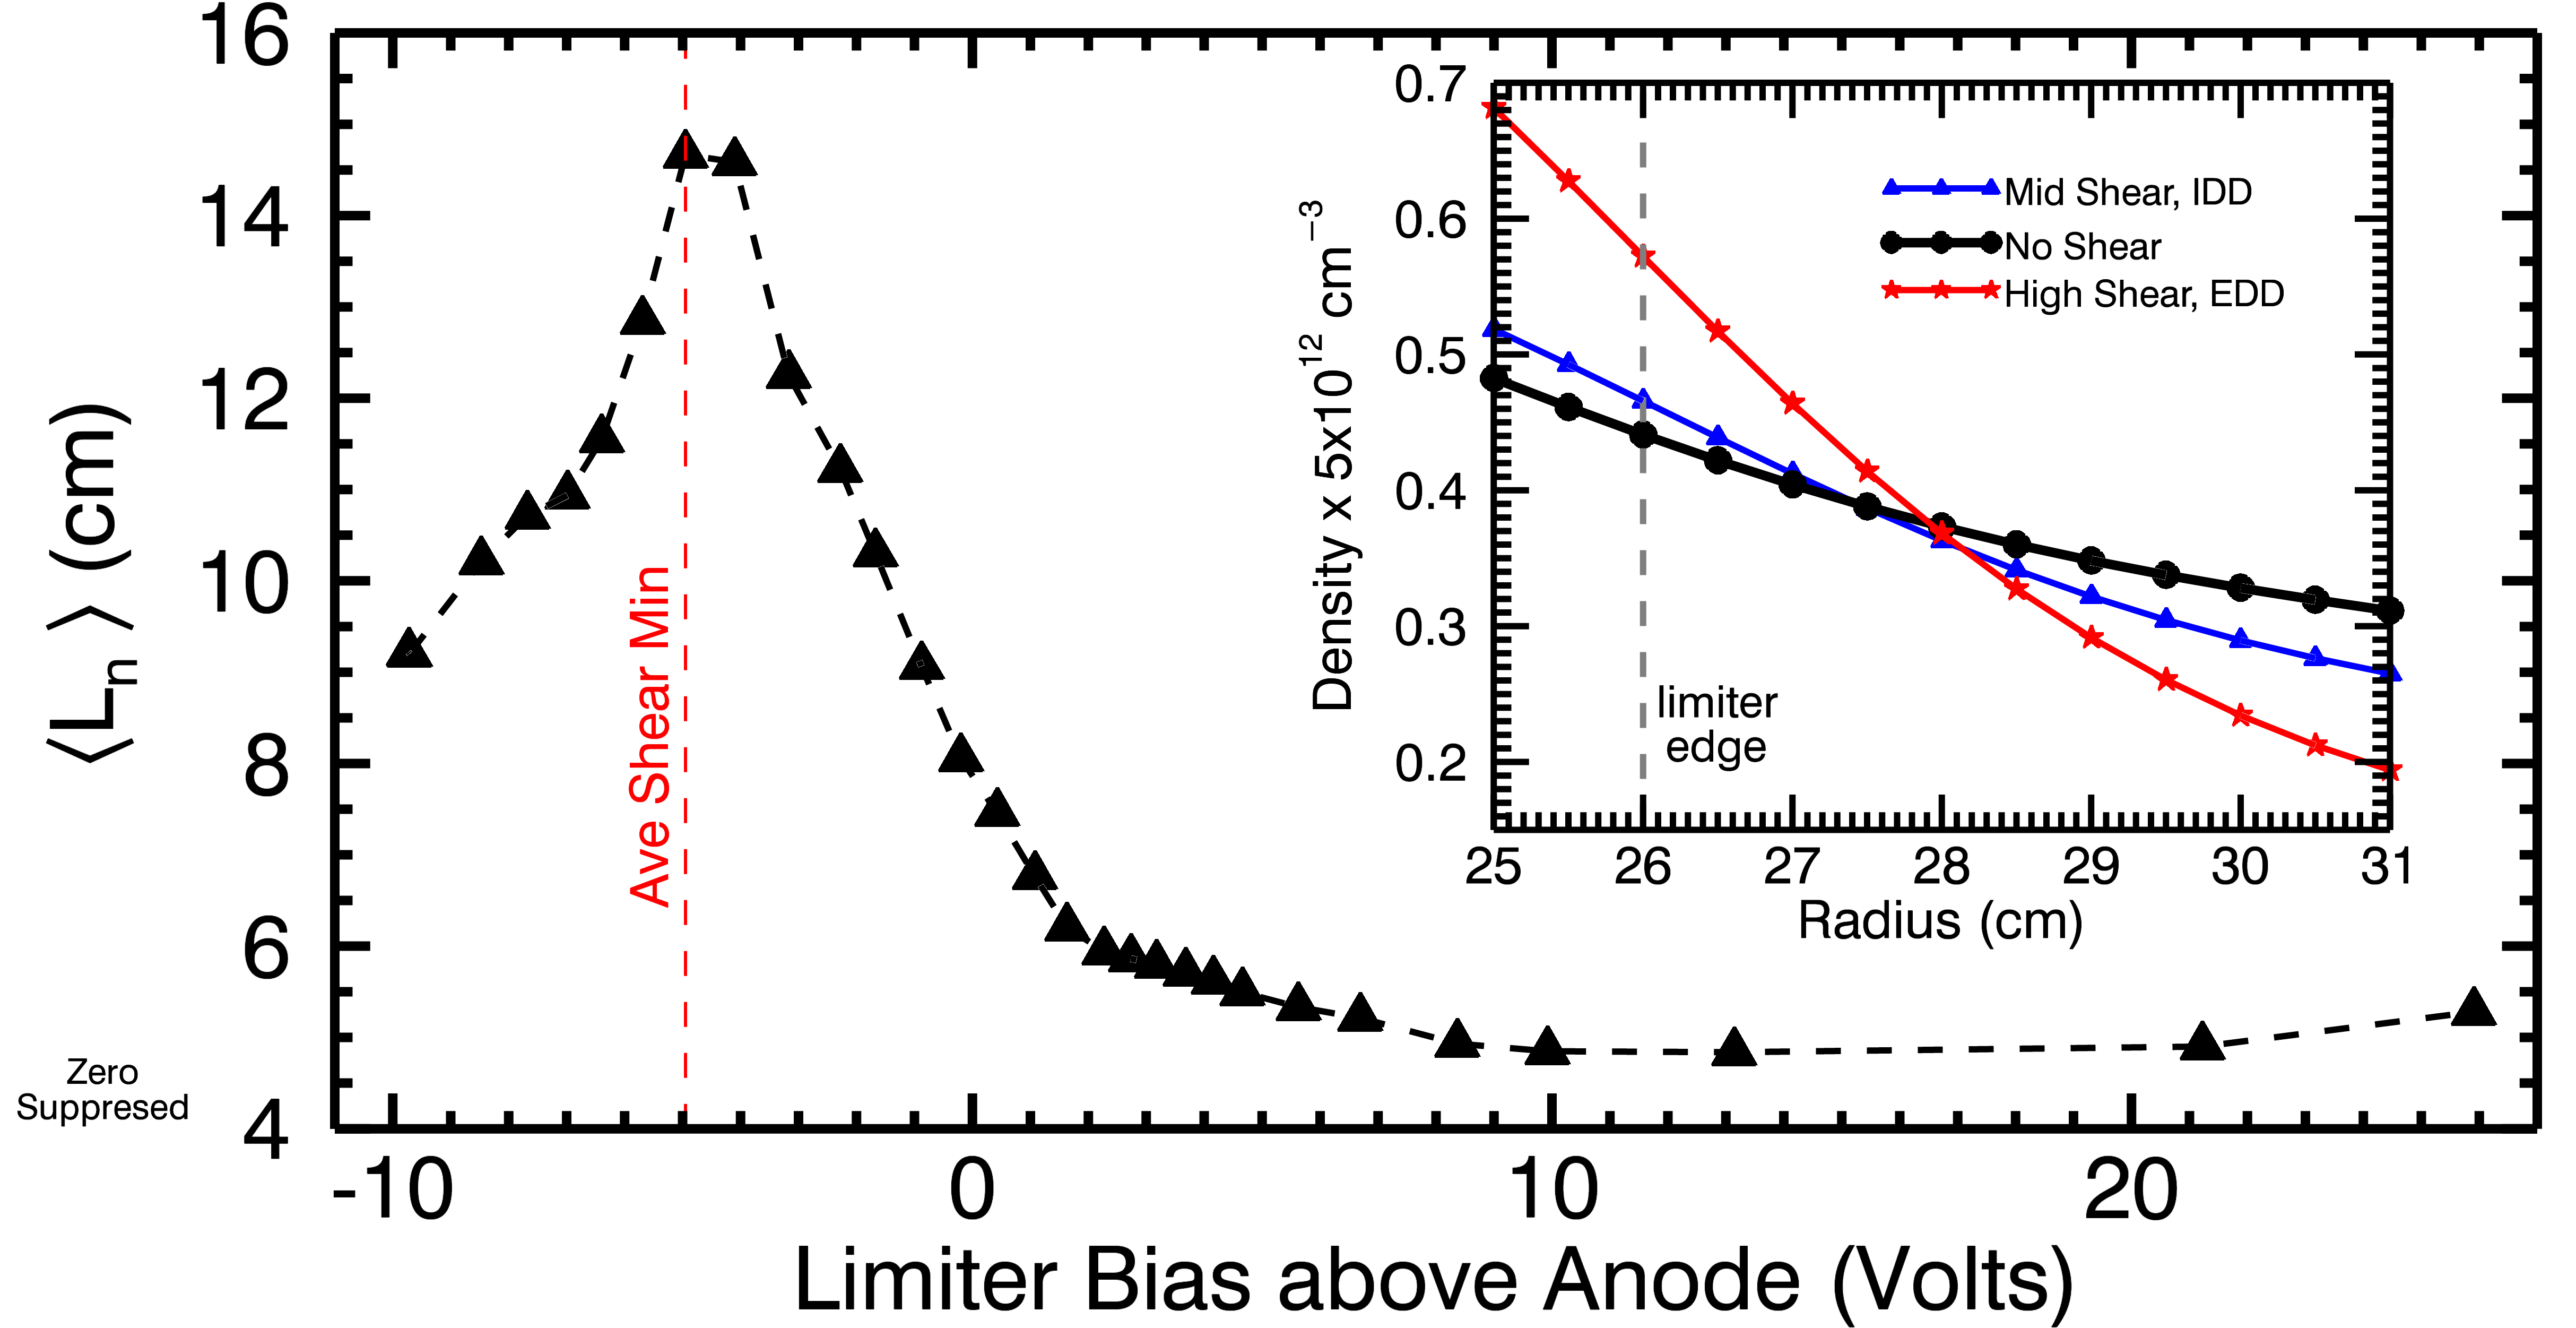 16
14
12
10
8
6
4
⟨Ln⟩ (cm)
Zero
Suppresed
-10
0
10
20
Limiter Bias above Anode (Volts)
Ave Shear Min
0.7
0.6
0.5
0.4
0.3
0.2
Density x 5x10^12 cm^−3
Mid Shear, IDD
No Shear
High Shear, EDD
limiter
edge
25
26
27
28
29
30
31
Radius (cm)